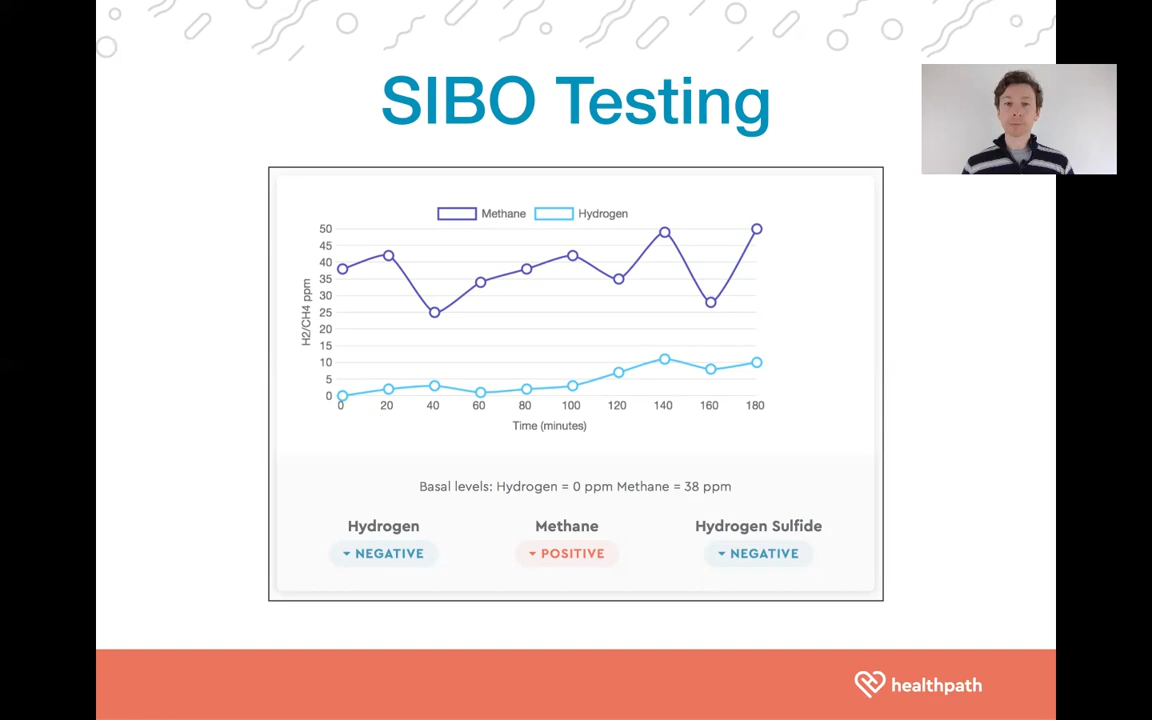 SIBO Testing
Methane Hydrogen
50
45
40
35
30
25
20
15
10
5
0
H2/CH4 ppm
0 20 40 60 80 100 120 140 160 180
Time (minutes)
Basal levels: Hydrogen = 0 ppm Methane = 38 ppm
Hydrogen Methane Hydrogen Sulfide
NEGATIVE POSITIVE NEGATIVE
healthpath